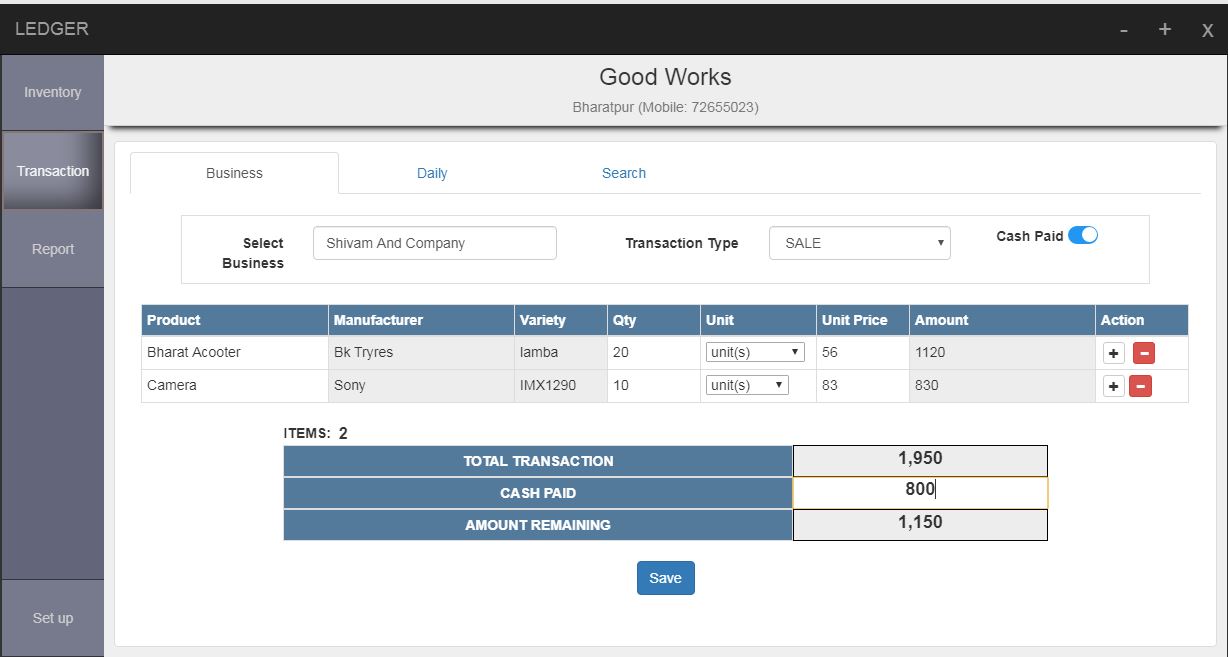 LEDGER - + X
Inventory
Good Works
Bharatpur (Mobile: 72655023)
Transaction
Business Daily Search
Report
Select Business Shivam And Company Transaction Type SALE Cash Paid
Product Manufacturer Variety Qty Unit Unit Price Amount Action
Bharat Acooter Bk Tryres lamba 20 unit(s) 56 1120 + -
Camera Sony IMX1290 10 unit(s) 83 830 + -
ITEMS: 2
TOTAL TRANSACTION 1,950
CASH PAID 800
AMOUNT REMAINING 1,150
Save
Set up